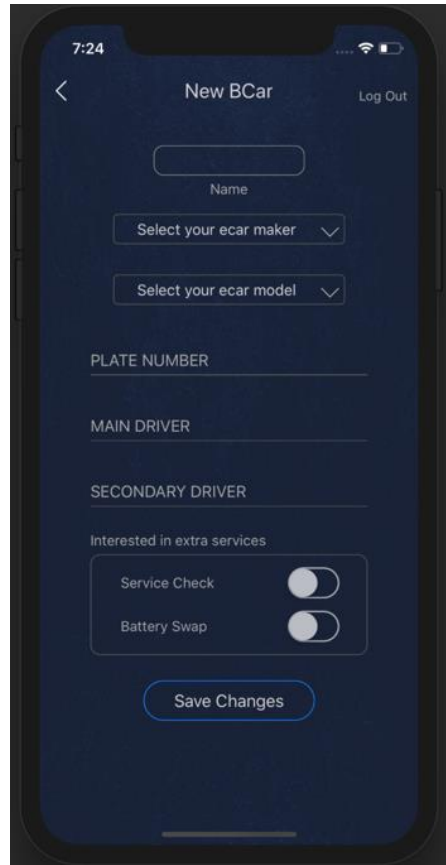 7:24
New BCar
Log Out
Name
Select your ecar maker
Select your ecar model
PLATE NUMBER
MAIN DRIVER
SECONDARY DRIVER
Interested in extra services
Service Check
Battery Swap
Save Changes